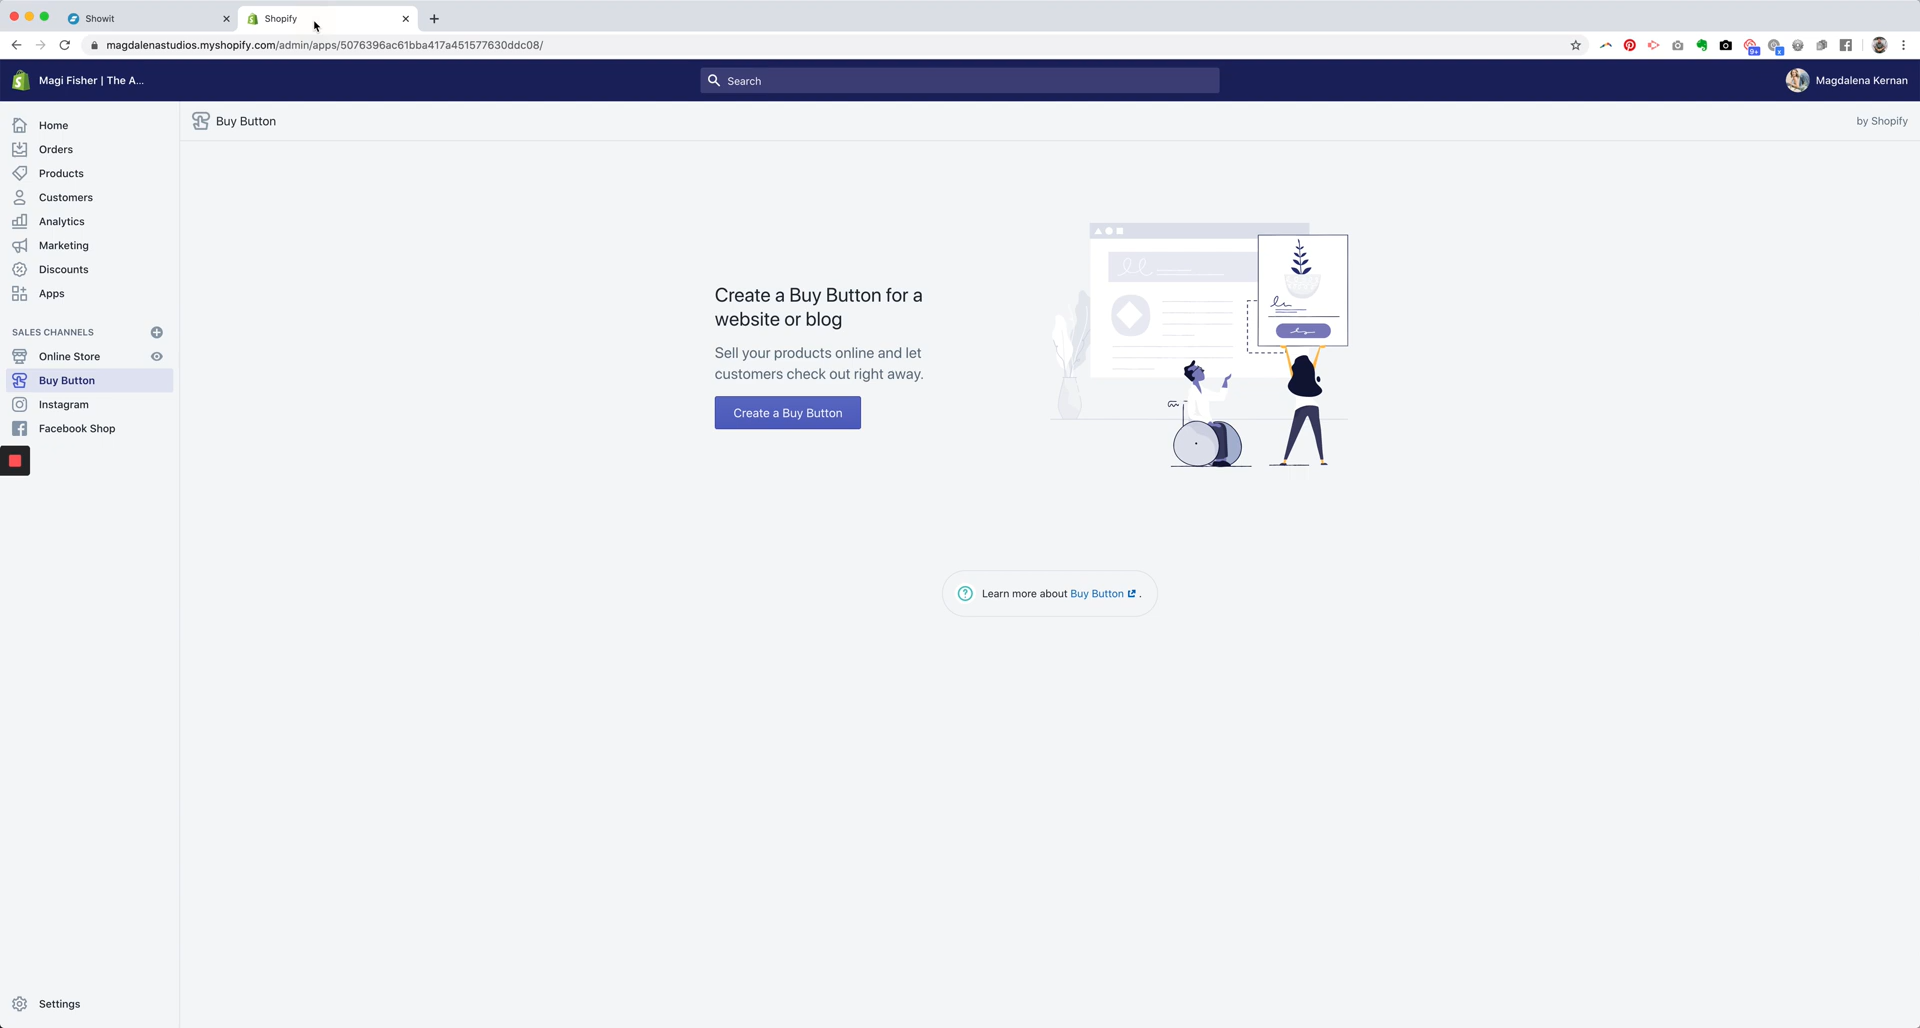 Showit
Shopify
magdalenastudios.myshopify.com/admin/apps/5076396ac61bba417a451577630ddc08/
9+
x
Magi Fisher | The A...
Search
Magdalena Kernan
Home
Orders
Products
Customers
Analytics
Marketing
Discounts
Apps
SALES CHANNELS
Online Store
Buy Button
Instagram
Facebook Shop
Settings
Buy Button
by Shopify
Create a Buy Button for a
website or blog
Sell your products online and let
customers check out right away.
Create a Buy Button
Learn more about Buy Button .